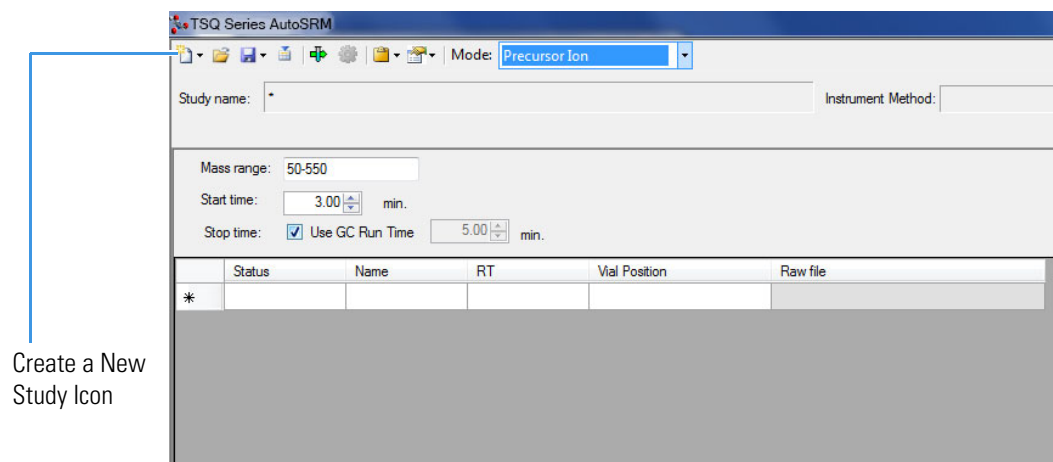 TSQ Series AutoSRM
Mode: Precursor Ion
Study name: * Instrument Method:
Mass range: 50-550
Start time: 3.00 min.
Stop time: Use GC Run Time 5.00 min.
Status Name RT Vial Position Raw file
*
Create a New
Study Icon